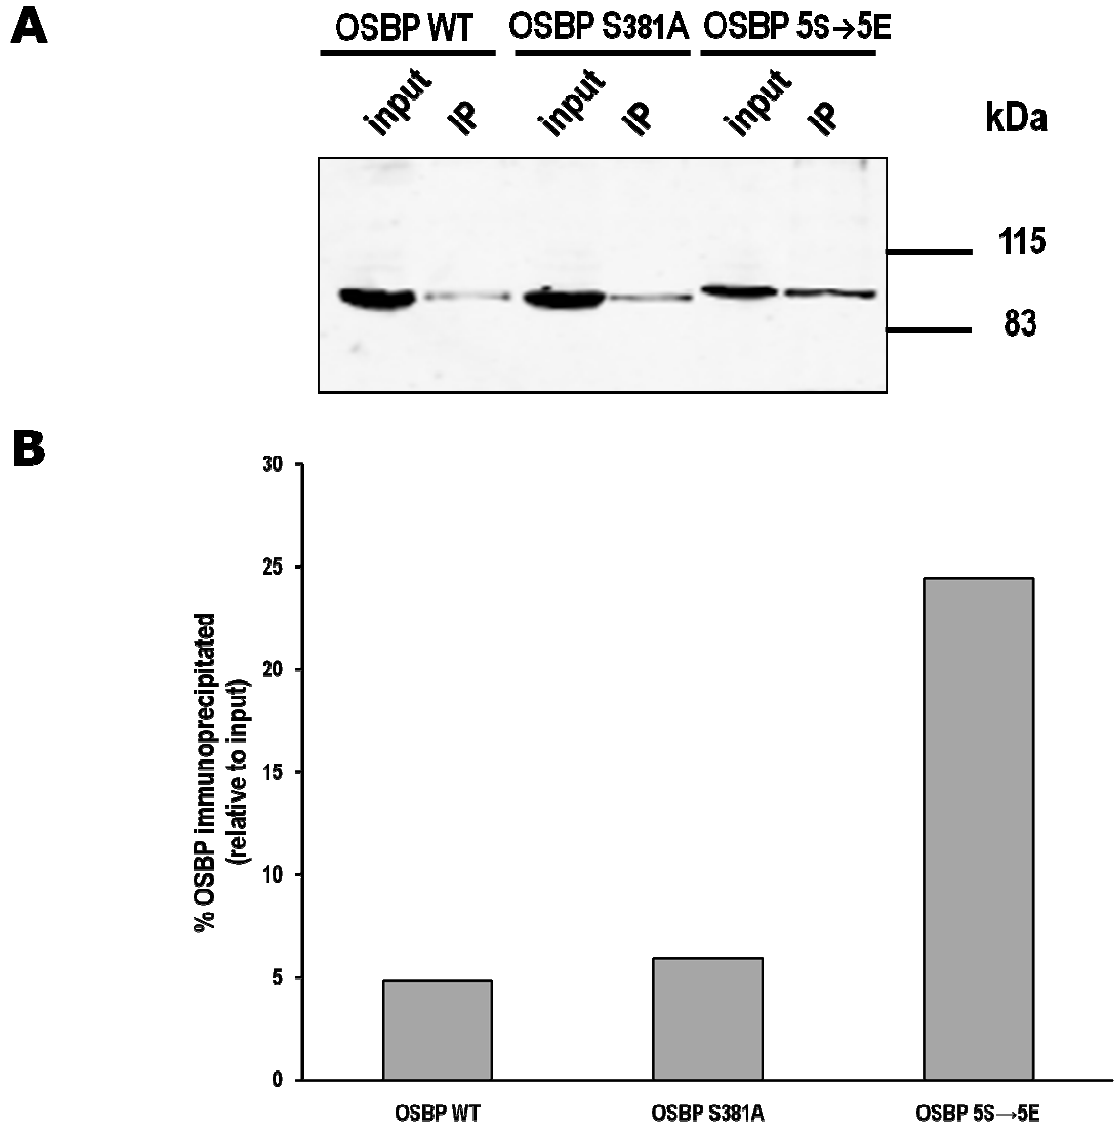 A
OSBP WT OSBP S381A OSBP 5S→5E
input IP input IP input IP
kDa
115
83
B
30
25
20
15
10
5
0
% OSBP immunoprecipitated
(relative to input)
OSBP WT OSBP S381A OSBP 5S→5E